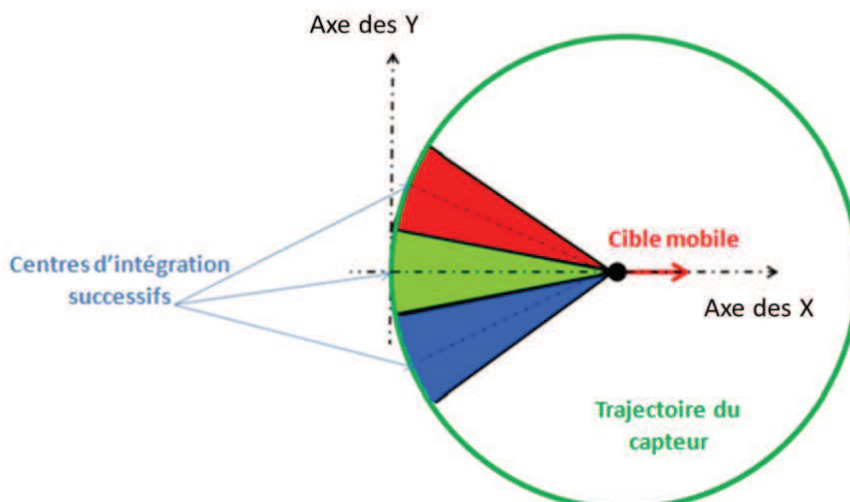 Axe des Y
Cible mobile
Centres d'intégration
successifs
Axe des X
Trajectoire du
capteur